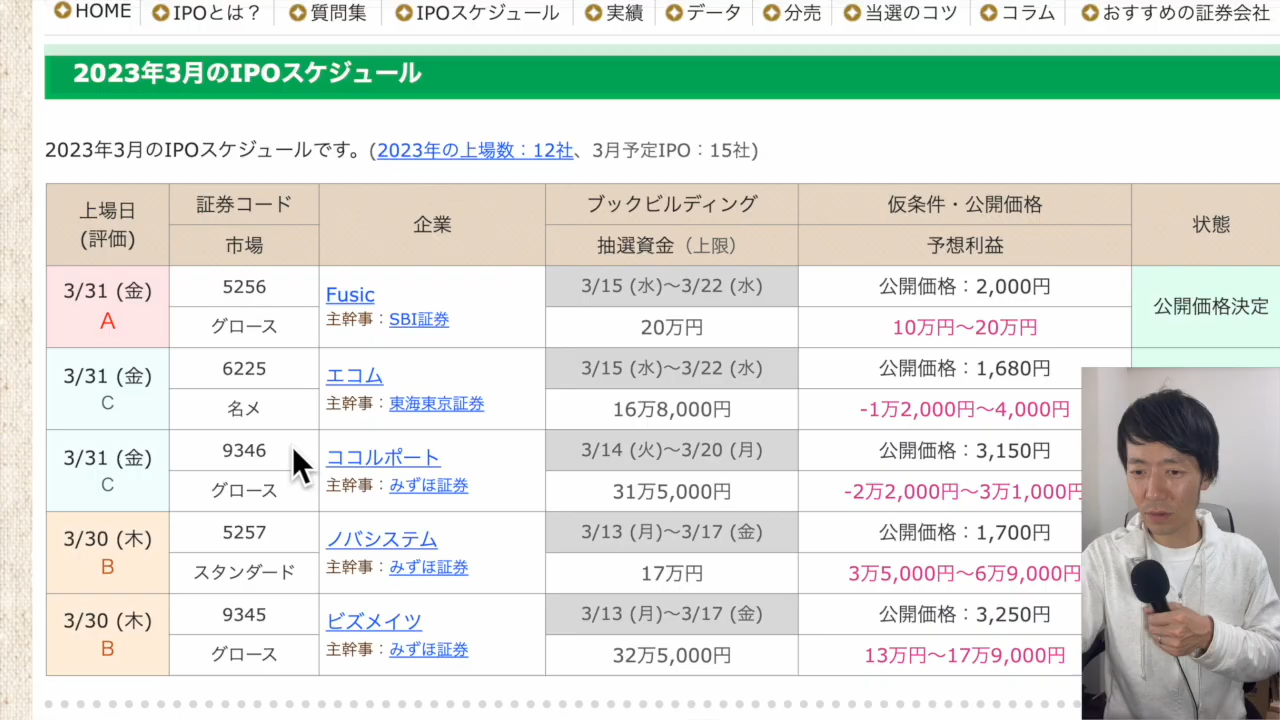 HOME IPOとは？ 質問集 IPOスケジュール 実績 データ 分売 当選のコツ コラム おすすめの証券会社
2023年3月のIPOスケジュール
2023年3月のIPOスケジュールです。(2023年の上場数：12社、3月予定IPO：15社)
上場日
(評価)
証券コード
市場
企業
ブックビルディング
抽選資金（上限）
仮条件・公開価格
予想利益
状態
3/31 (金)
A
5256
グロース
Fusic
主幹事：SBI証券
3/15 (水)～3/22 (水)
20万円
公開価格：2,000円
10万円～20万円
公開価格決定
3/31 (金)
C
6225
名メ
エコム
主幹事：東海東京証券
3/15 (水)～3/22 (水)
16万8,000円
公開価格：1,680円
-1万2,000円～4,000円
3/31 (金)
C
9346
グロース
ココルポート
主幹事：みずほ証券
3/14 (火)～3/20 (月)
31万5,000円
公開価格：3,150円
-2万2,000円～3万1,000円
3/30 (木)
B
5257
スタンダード
ノバシステム
主幹事：みずほ証券
3/13 (月)～3/17 (金)
17万円
公開価格：1,700円
3万5,000円～6万9,000円
3/30 (木)
B
9345
グロース
ビズメイツ
主幹事：みずほ証券
3/13 (月)～3/17 (金)
32万5,000円
公開価格：3,250円
13万円～17万9,000円